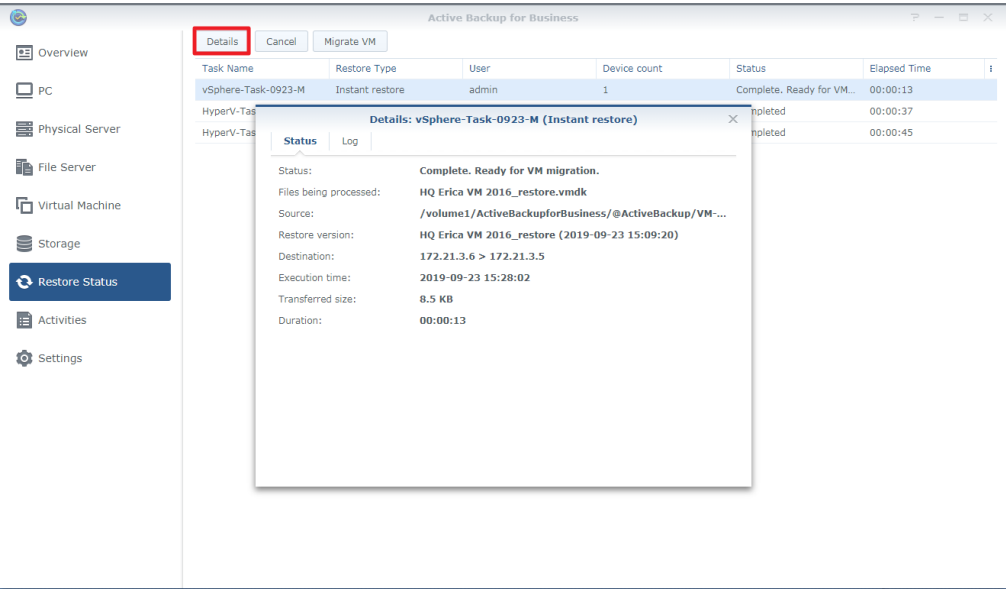 Active Backup for Business
Overview
PC
Physical Server
File Server
Virtual Machine
Storage
Restore Status
Activities
Settings
Details Cancel Migrate VM
Task Name Restore Type User Device count Status Elapsed Time
vSphere-Task-0923-M Instant restore admin 1 Complete. Ready for VM... 00:00:13
HyperV-Tas mpleted 00:00:37
HyperV-Tas mpleted 00:00:45
Details: vSphere-Task-0923-M (Instant restore)
Status Log
Status: Complete. Ready for VM migration.
Files being processed: HQ Erica VM 2016_restore.vmdk
Source: /volume1/ActiveBackupforBusiness/@ActiveBackup/VM-...
Restore version: HQ Erica VM 2016_restore (2019-09-23 15:09:20)
Destination: 172.21.3.6 > 172.21.3.5
Execution time: 2019-09-23 15:28:02
Transferred size: 8.5 KB
Duration: 00:00:13